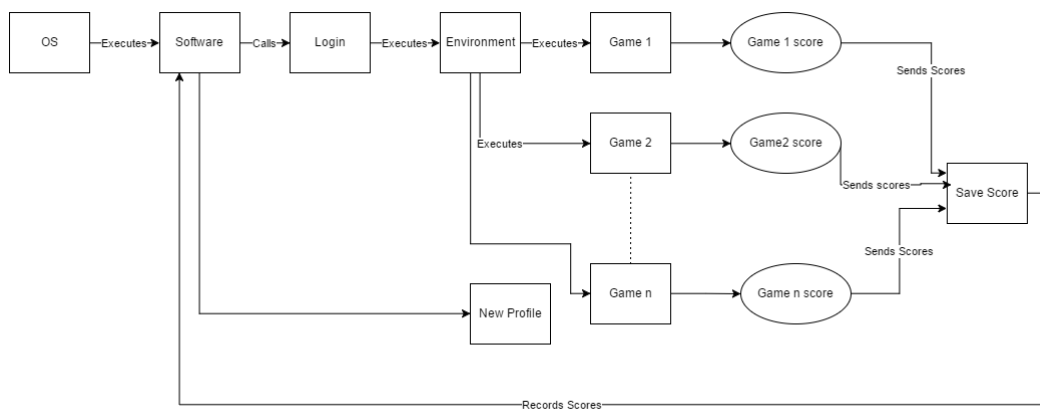 OS
Executes
Software
Calls
Login
Executes
Environment
Executes
Game 1
Game 1 score
Sends Scores
Executes
Game 2
Game2 score
Sends scores
Save Score
Sends Scores
Game n
Game n score
New Profile
Records Scores